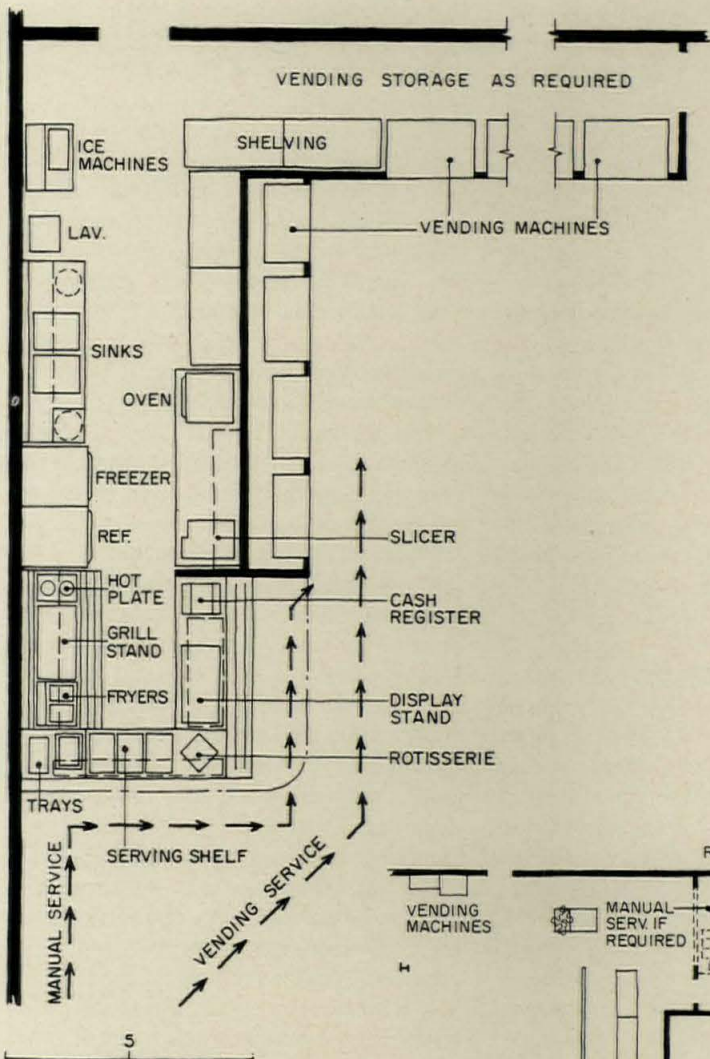 VENDING STORAGE AS REQUIRED
ICE
MACHINES
SHELVING
LAV.
VENDING MACHINES
SINKS
OVEN
FREEZER
REF.
SLICER
HOT
PLATE
CASH
REGISTER
GRILL
STAND
FRYERS
DISPLAY
STAND
ROTISSERIE
TRAYS
SERVING SHELF
MANUAL SERVICE
VENDING SERVICE
VENDING
MACHINES
MANUAL
SERV. IF
REQUIRED
5